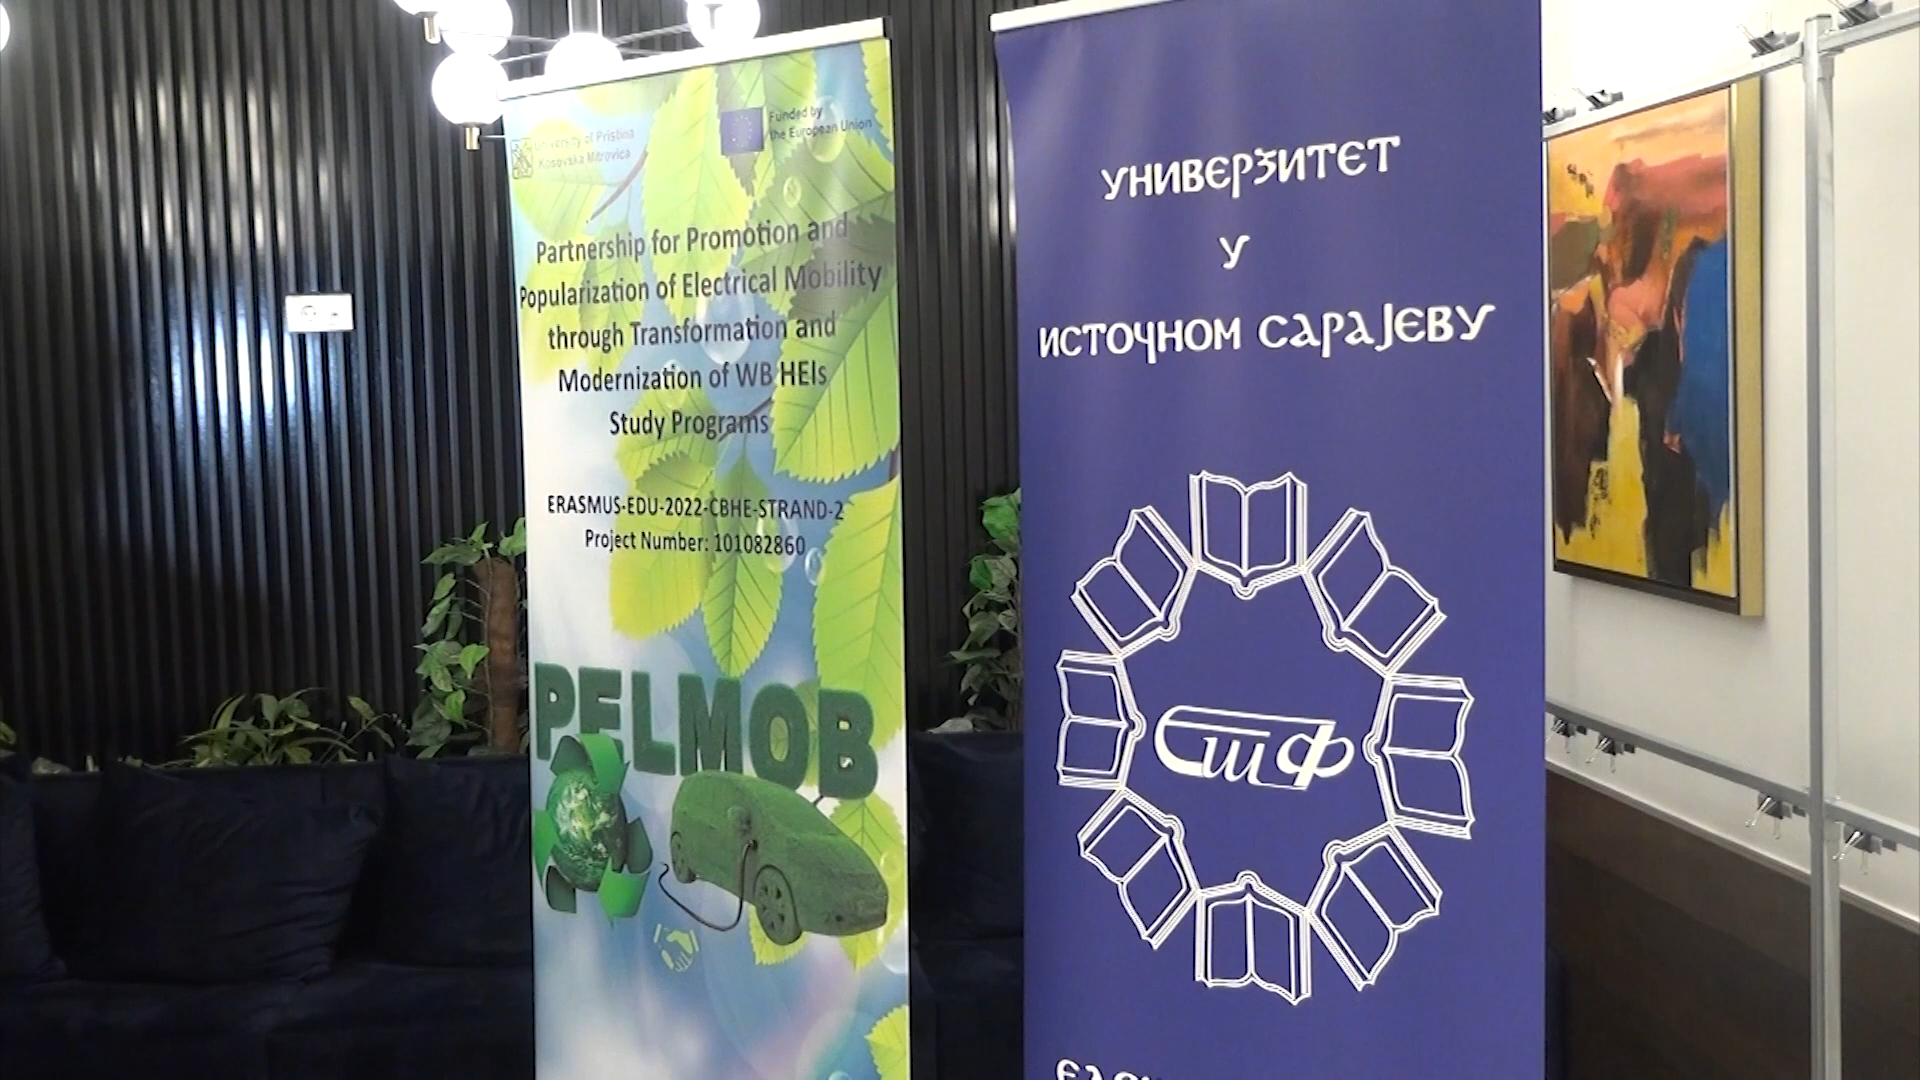 University of Pristina
Kosovska Mitrovica
Funded by
the European Union
Partnership for Promotion and
Popularization of Electrical Mobility
through Transformation and
Modernization of WB HEIs
Study Programs
ERASMUS-EDU-2022-CBHE-STRAND-2
Project Number: 101082860
PELMOB
УНИВЕРЗИТЕТ
У
ИСТОЧНОМ САРАЈЕВУ
ЕТФ